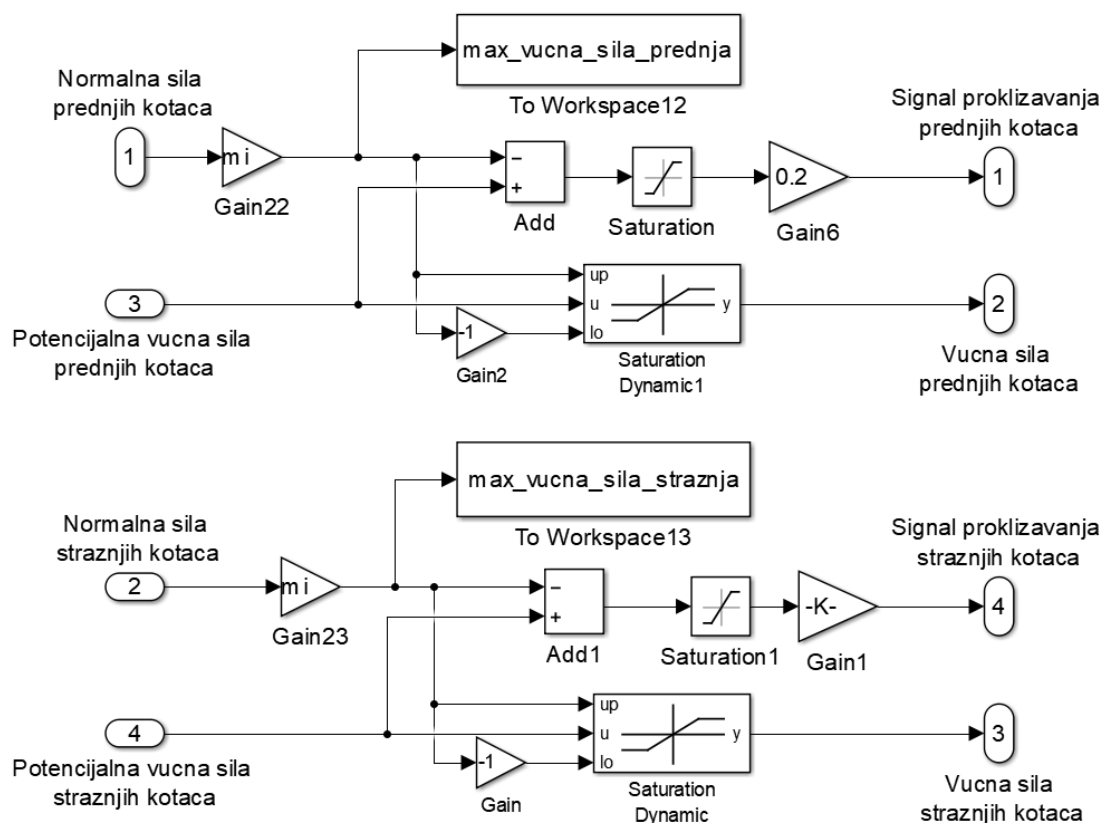 max_vucna_sila_prednja
To Workspace12
Normalna sila
prednjih kotaca
1
mi
Gain22
−
+
Add
Saturation
0.2
Gain6
Signal proklizavanja
prednjih kotaca
1
3
Potencijalna vucna sila
prednjih kotaca
-1
Gain2
up
u
lo
y
Saturation
Dynamic1
2
Vucna sila
prednjih kotaca
max_vucna_sila_straznja
To Workspace13
Normalna sila
straznjih kotaca
2
mi
Gain23
−
+
Add1
Saturation1
-K-
Gain1
Signal proklizavanja
straznjih kotaca
4
4
Potencijalna vucna sila
straznjih kotaca
-1
Gain
up
u
lo
y
Saturation
Dynamic
3
Vucna sila
straznjih kotaca